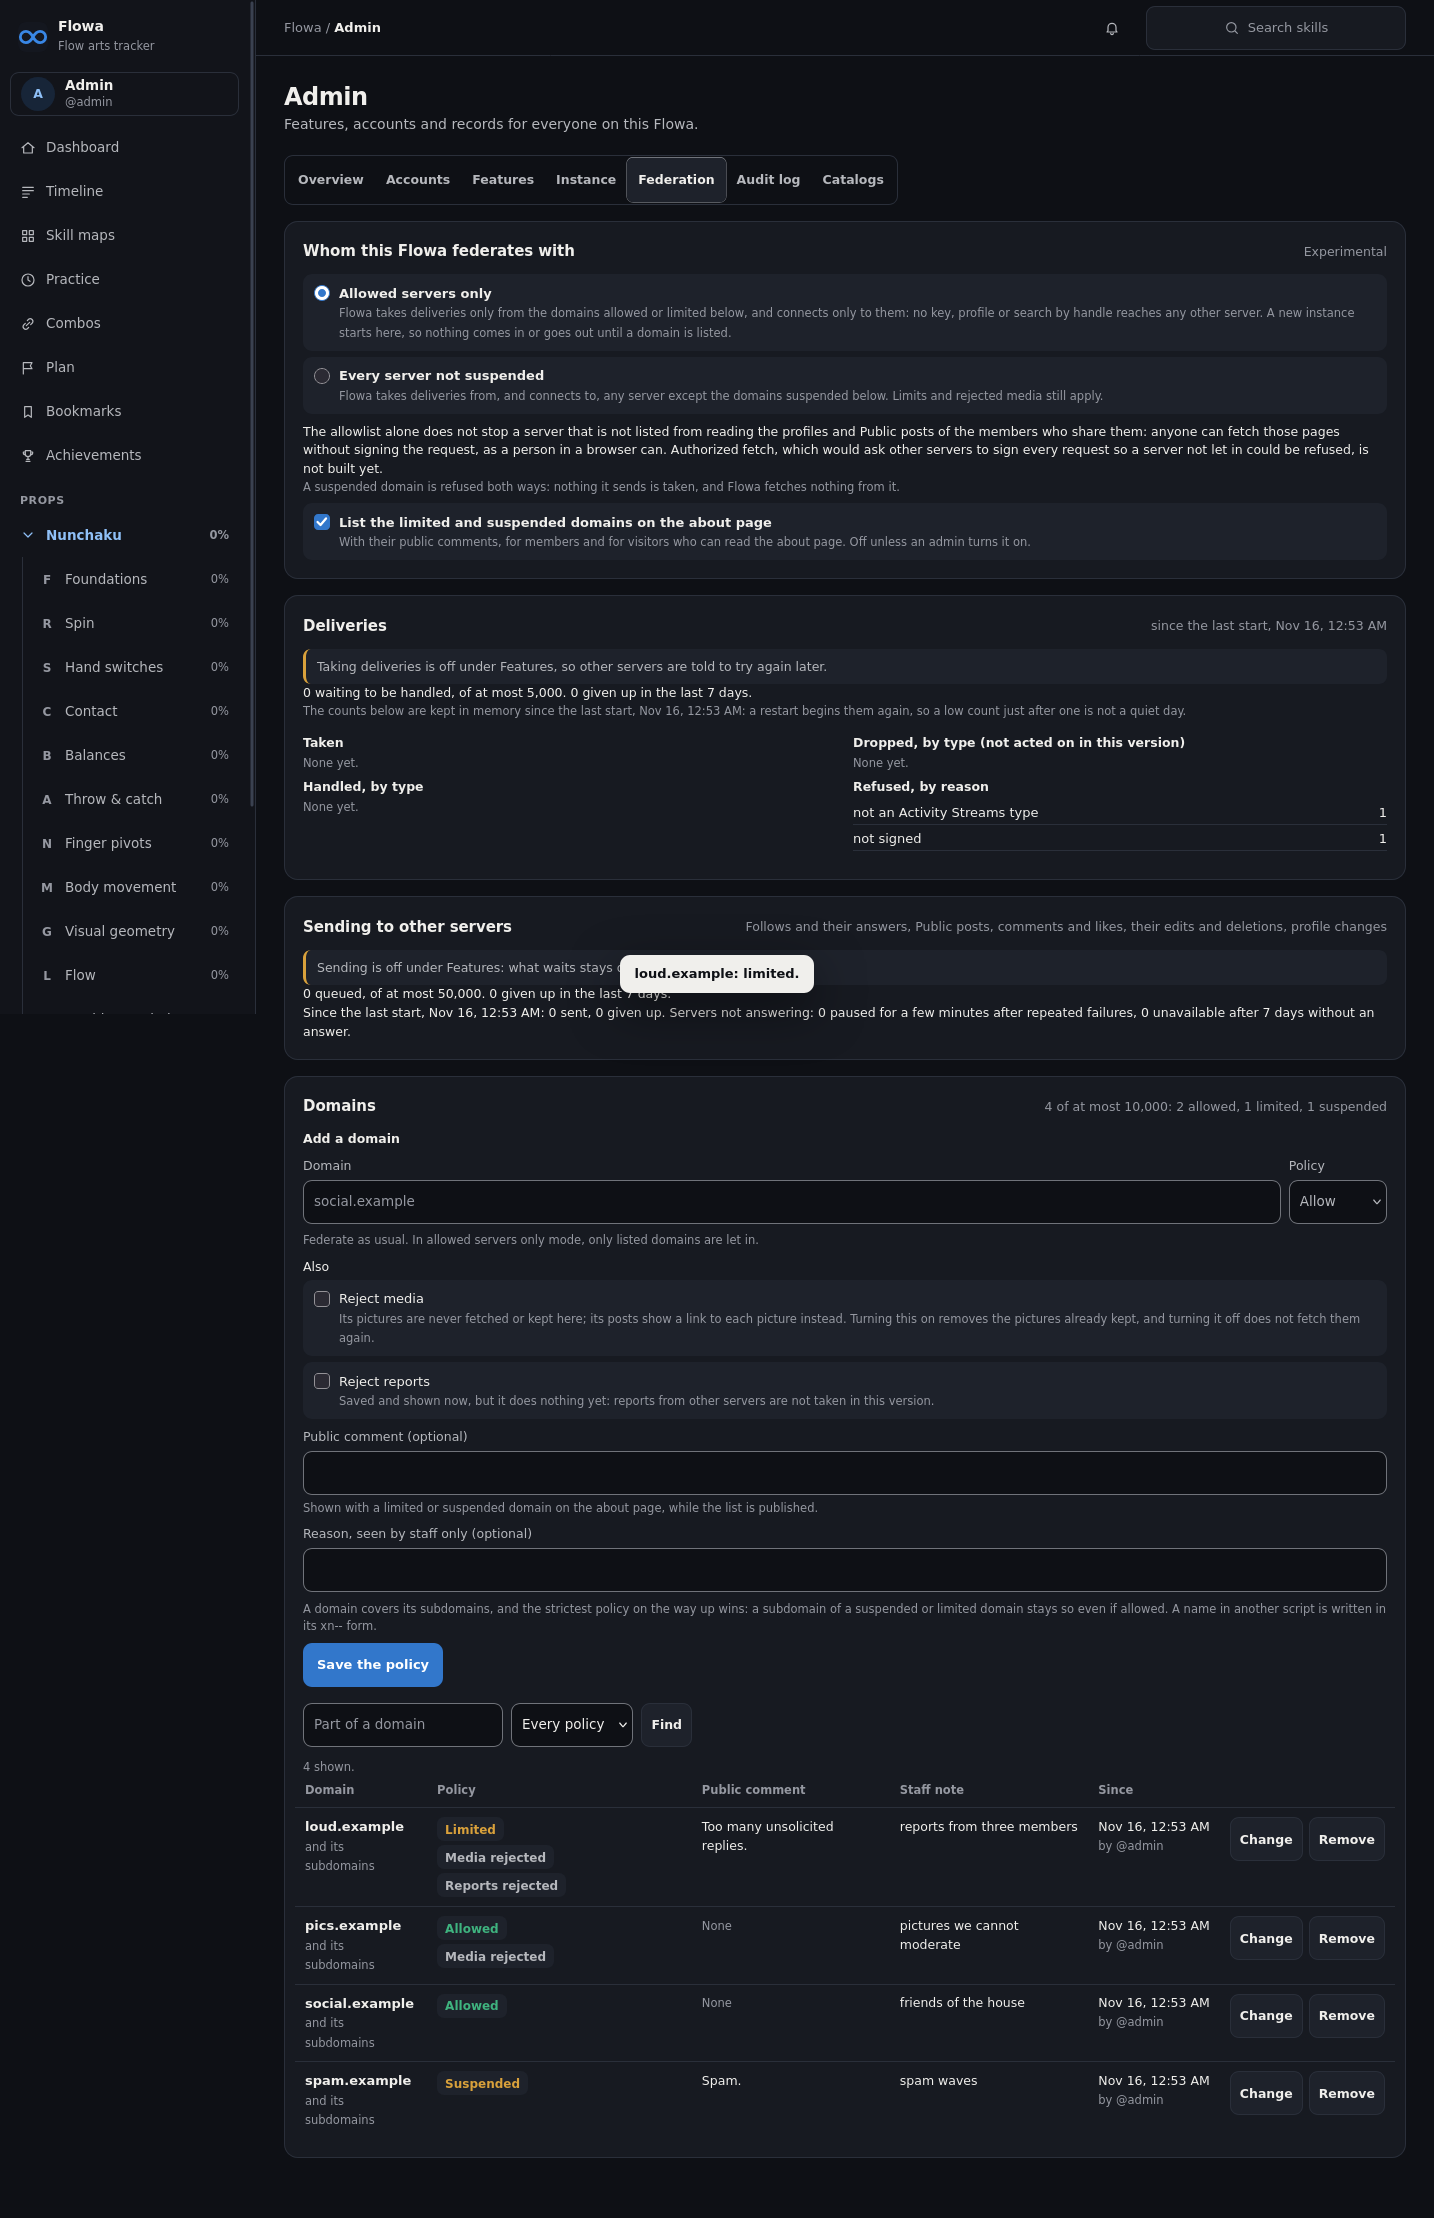 Flowa
Flow arts tracker
A
Admin
@admin
Dashboard
Timeline
Skill maps
Practice
Combos
Plan
Bookmarks
Achievements
PROPS
Nunchaku 0%
F Foundations 0%
R Spin 0%
S Hand switches 0%
C Contact 0%
B Balances 0%
A Throw & catch 0%
N Finger pivots 0%
M Body movement 0%
G Visual geometry 0%
L Flow 0%
Flowa / Admin
Search skills
Admin
Features, accounts and records for everyone on this Flowa.
Overview Accounts Features Instance Federation Audit log Catalogs
Whom this Flowa federates with Experimental
Allowed servers only
Flowa takes deliveries only from the domains allowed or limited below, and connects only to them: no key, profile or search by handle reaches any other server. A new instance
starts here, so nothing comes in or goes out until a domain is listed.
Every server not suspended
Flowa takes deliveries from, and connects to, any server except the domains suspended below. Limits and rejected media still apply.
The allowlist alone does not stop a server that is not listed from reading the profiles and Public posts of the members who share them: anyone can fetch those pages
without signing the request, as a person in a browser can. Authorized fetch, which would ask other servers to sign every request so a server not let in could be refused, is
not built yet.
A suspended domain is refused both ways: nothing it sends is taken, and Flowa fetches nothing from it.
List the limited and suspended domains on the about page
With their public comments, for members and for visitors who can read the about page. Off unless an admin turns it on.
Deliveries since the last start, Nov 16, 12:53 AM
Taking deliveries is off under Features, so other servers are told to try again later.
0 waiting to be handled, of at most 5,000. 0 given up in the last 7 days.
The counts below are kept in memory since the last start, Nov 16, 12:53 AM: a restart begins them again, so a low count just after one is not a quiet day.
Taken
None yet.
Handled, by type
None yet.
Dropped, by type (not acted on in this version)
None yet.
Refused, by reason
not an Activity Streams type 1
not signed 1
Sending to other servers Follows and their answers, Public posts, comments and likes, their edits and deletions, profile changes
Sending is off under Features: what waits stays
loud.example: limited.
0 queued, of at most 50,000. 0 given up in the last 7 days.
Since the last start, Nov 16, 12:53 AM: 0 sent, 0 given up. Servers not answering: 0 paused for a few minutes after repeated failures, 0 unavailable after 7 days without an
answer.
Domains 4 of at most 10,000: 2 allowed, 1 limited, 1 suspended
Add a domain
Domain Policy
social.example Allow
Federate as usual. In allowed servers only mode, only listed domains are let in.
Also
Reject media
Its pictures are never fetched or kept here; its posts show a link to each picture instead. Turning this on removes the pictures already kept, and turning it off does not fetch them
again.
Reject reports
Saved and shown now, but it does nothing yet: reports from other servers are not taken in this version.
Public comment (optional)
Shown with a limited or suspended domain on the about page, while the list is published.
Reason, seen by staff only (optional)
A domain covers its subdomains, and the strictest policy on the way up wins: a subdomain of a suspended or limited domain stays so even if allowed. A name in another script is written in
its xn-- form.
Save the policy
Part of a domain Every policy Find
4 shown.
Domain Policy Public comment Staff note Since
loud.example
and its
subdomains
Limited
Media rejected
Reports rejected
Too many unsolicited
replies.
reports from three members
Nov 16, 12:53 AM
by @admin
Change Remove
pics.example
and its
subdomains
Allowed
Media rejected
None
pictures we cannot
moderate
Nov 16, 12:53 AM
by @admin
Change Remove
social.example
and its
subdomains
Allowed
None
friends of the house
Nov 16, 12:53 AM
by @admin
Change Remove
spam.example
and its
subdomains
Suspended
Spam.
spam waves
Nov 16, 12:53 AM
by @admin
Change Remove